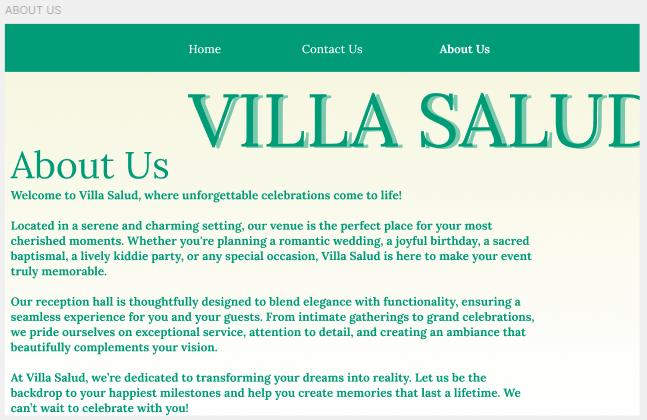 ABOUT US
Home Contact Us About Us
VILLA SALUD
About Us
Welcome to Villa Salud, where unforgettable celebrations come to life!
Located in a serene and charming setting, our venue is the perfect place for your most
cherished moments. Whether you're planning a romantic wedding, a joyful birthday, a sacred
baptismal, a lively kiddie party, or any special occasion, Villa Salud is here to make your event
truly memorable.
Our reception hall is thoughtfully designed to blend elegance with functionality, ensuring a
seamless experience for you and your guests. From intimate gatherings to grand celebrations,
we pride ourselves on exceptional service, attention to detail, and creating an ambiance that
beautifully complements your vision.
At Villa Salud, we’re dedicated to transforming your dreams into reality. Let us be the
backdrop to your happiest milestones and help you create memories that last a lifetime. We
can’t wait to celebrate with you!